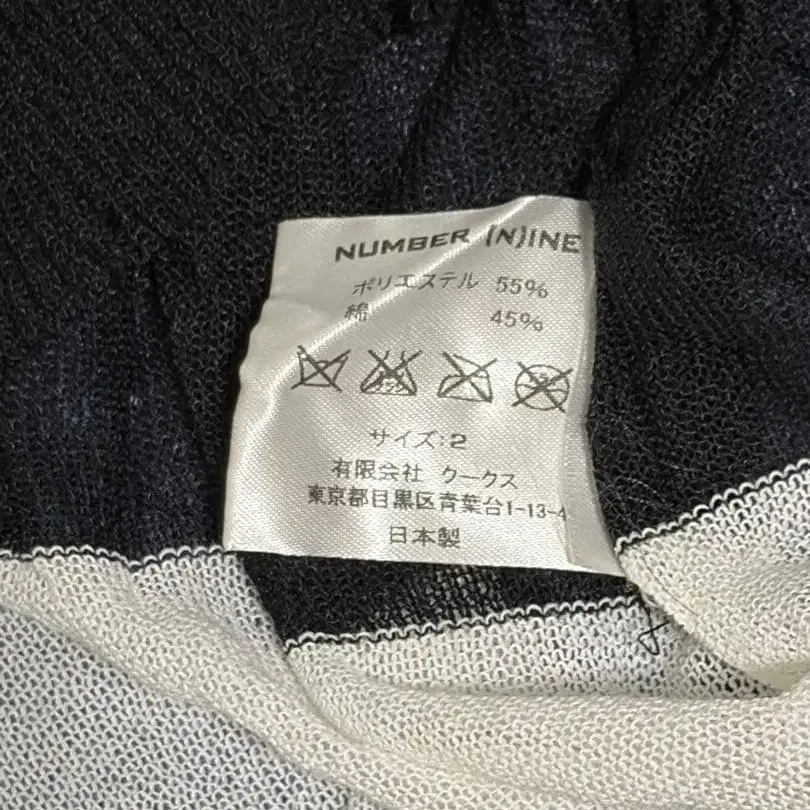 NUMBER (N)INE
ポリエステル 55%
綿 45%
サイズ:2
有限会社 クークス
東京都目黒区青葉台1-13-4
日本製